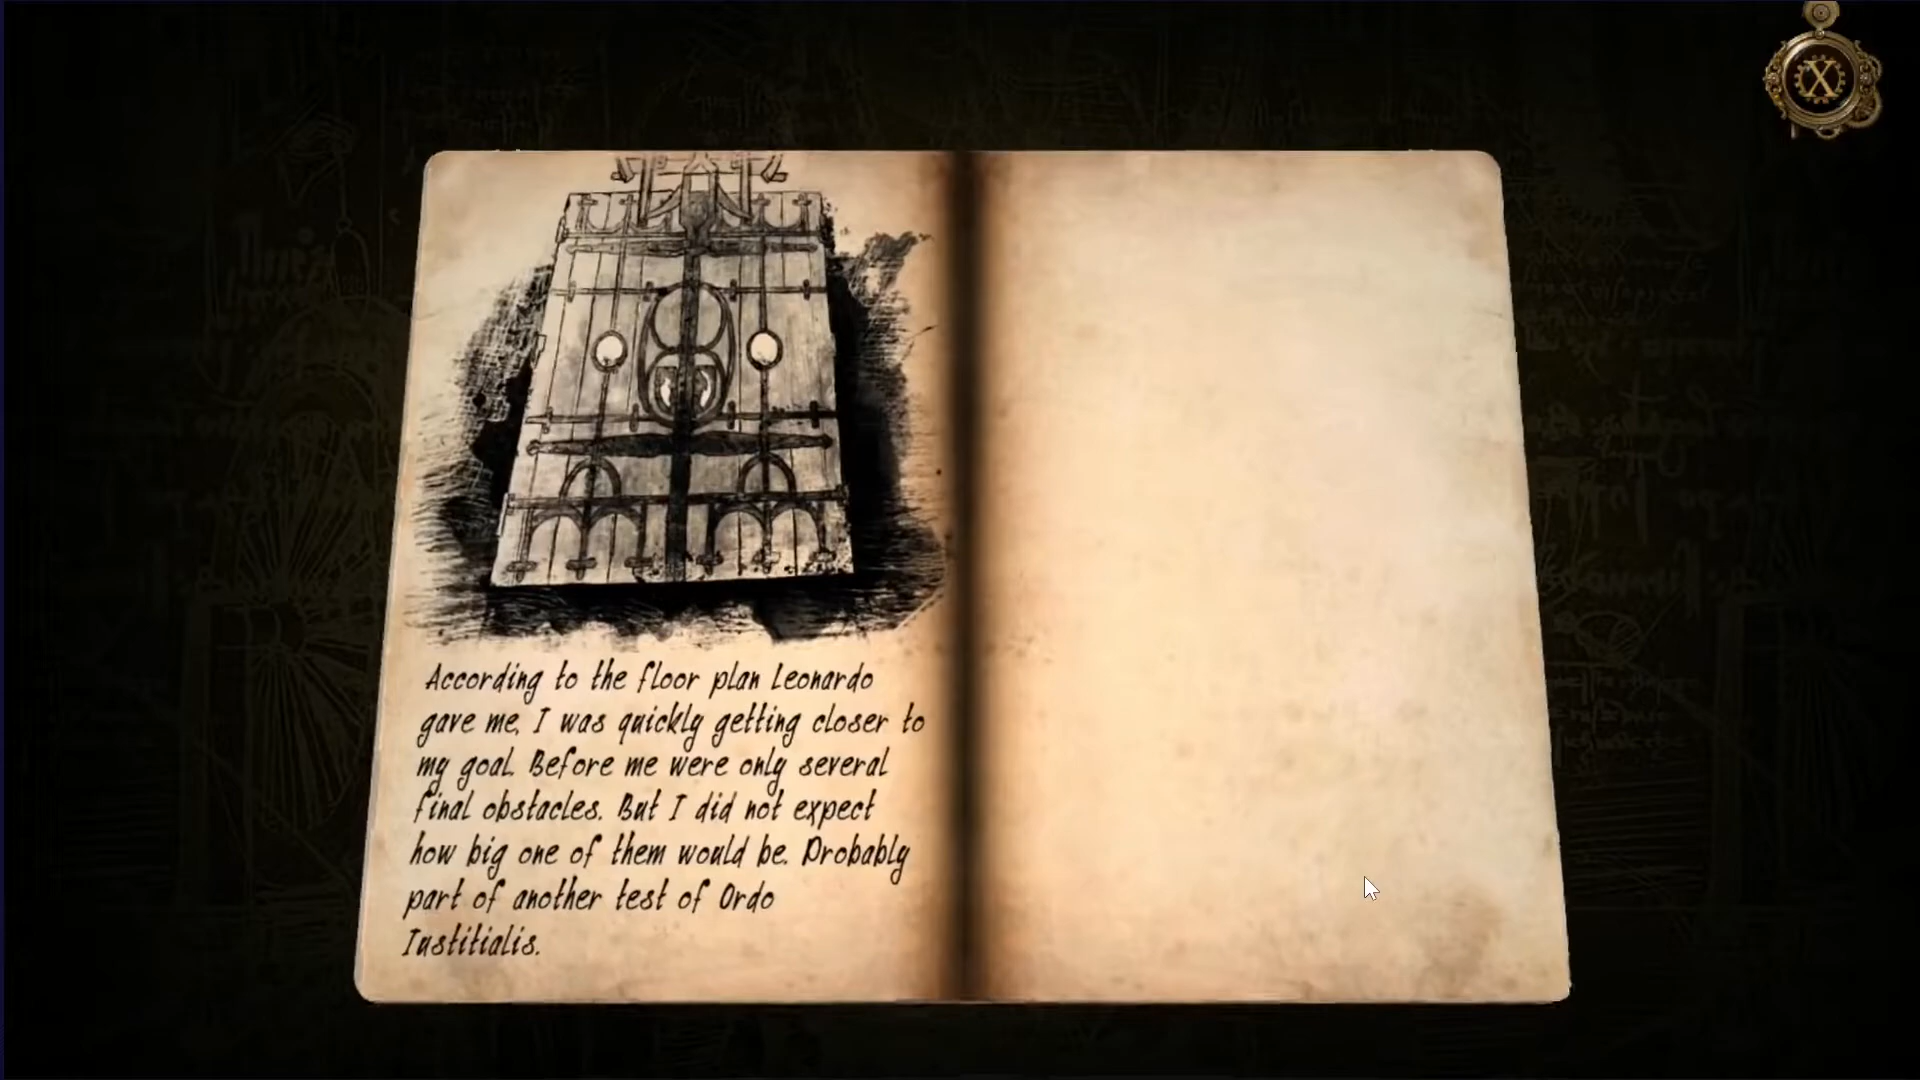 X
According to the floor plan Leonardo
gave me, I was quickly getting closer to
my goal. Before me were only several
final obstacles. But I did not expect
how big one of them would be. Probably
part of another test of Ordo
Iustitialis.